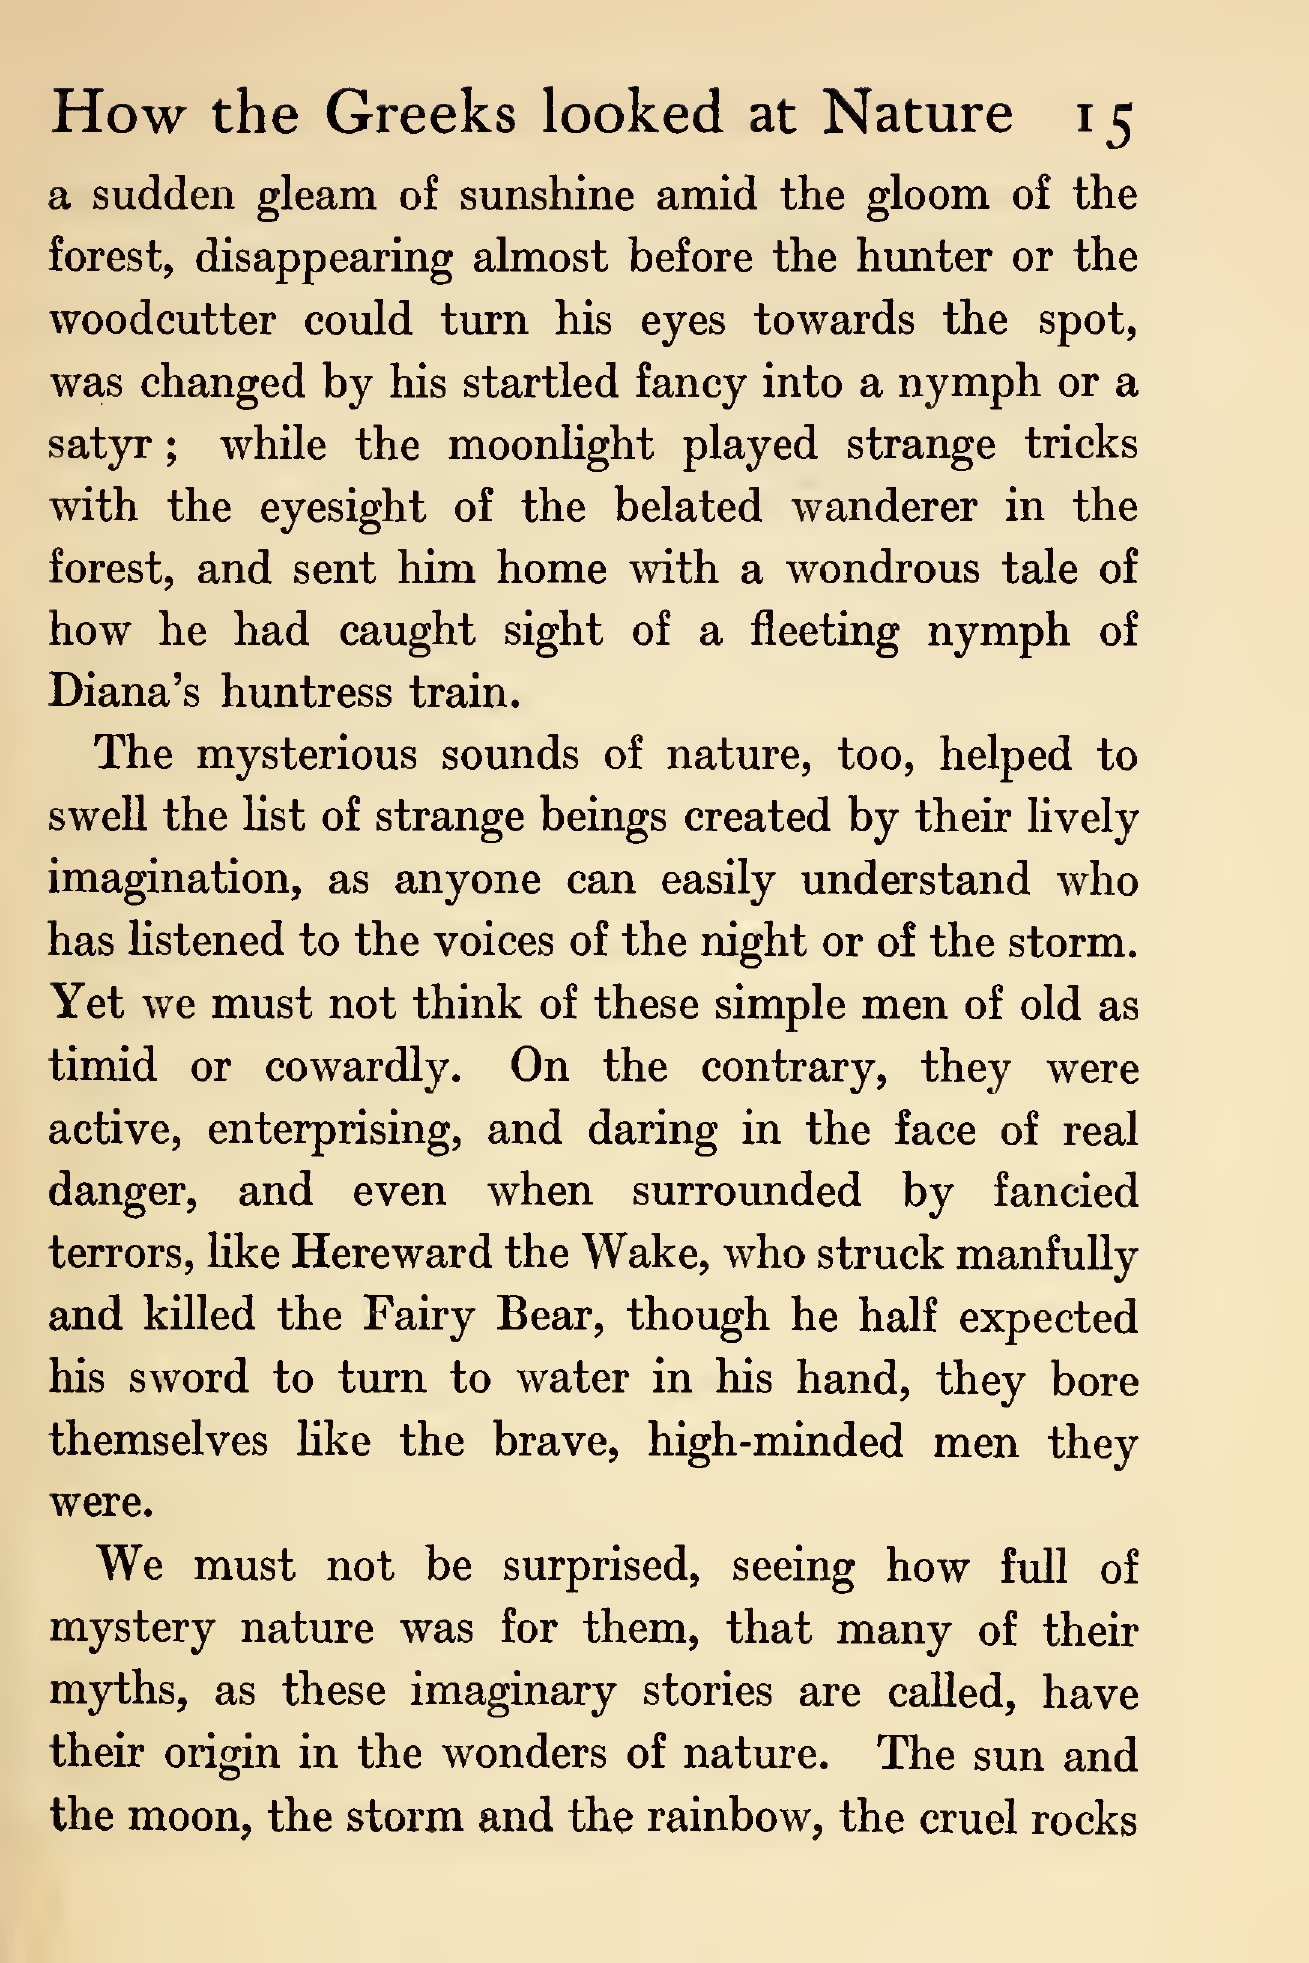 How the Greeks looked at Nature 15
a sudden gleam of sunshine amid the gloom of the
forest, disappearing almost before the hunter or the
woodcutter could turn his eyes towards the spot,
was changed by his startled fancy into a nymph or a
satyr ; while the moonlight played strange tricks
with the eyesight of the belated wanderer in the
forest, and sent him home with a wondrous tale of
how he had caught sight of a fleeting nymph of
Diana's huntress train.
The mysterious sounds of nature, too, helped to
swell the list of strange beings created by their lively
imagination, as anyone can easily understand who
has listened to the voices of the night or of the storm.
Yet we must not think of these simple men of old as
timid or cowardly. On the contrary, they were
active, enterprising, and daring in the face of real
danger, and even when surrounded by fancied
terrors, like Hereward the Wake, who struck manfully
and killed the Fairy Bear, though he half expected
his sword to turn to water in his hand, they bore
themselves like the brave, high-minded men they
were.
We must not be surprised, seeing how full of
mystery nature was for them, that many of their
myths, as these imaginary stories are called, have
their origin in the wonders of nature. The sun and
the moon, the storm and the rainbow, the cruel rocks